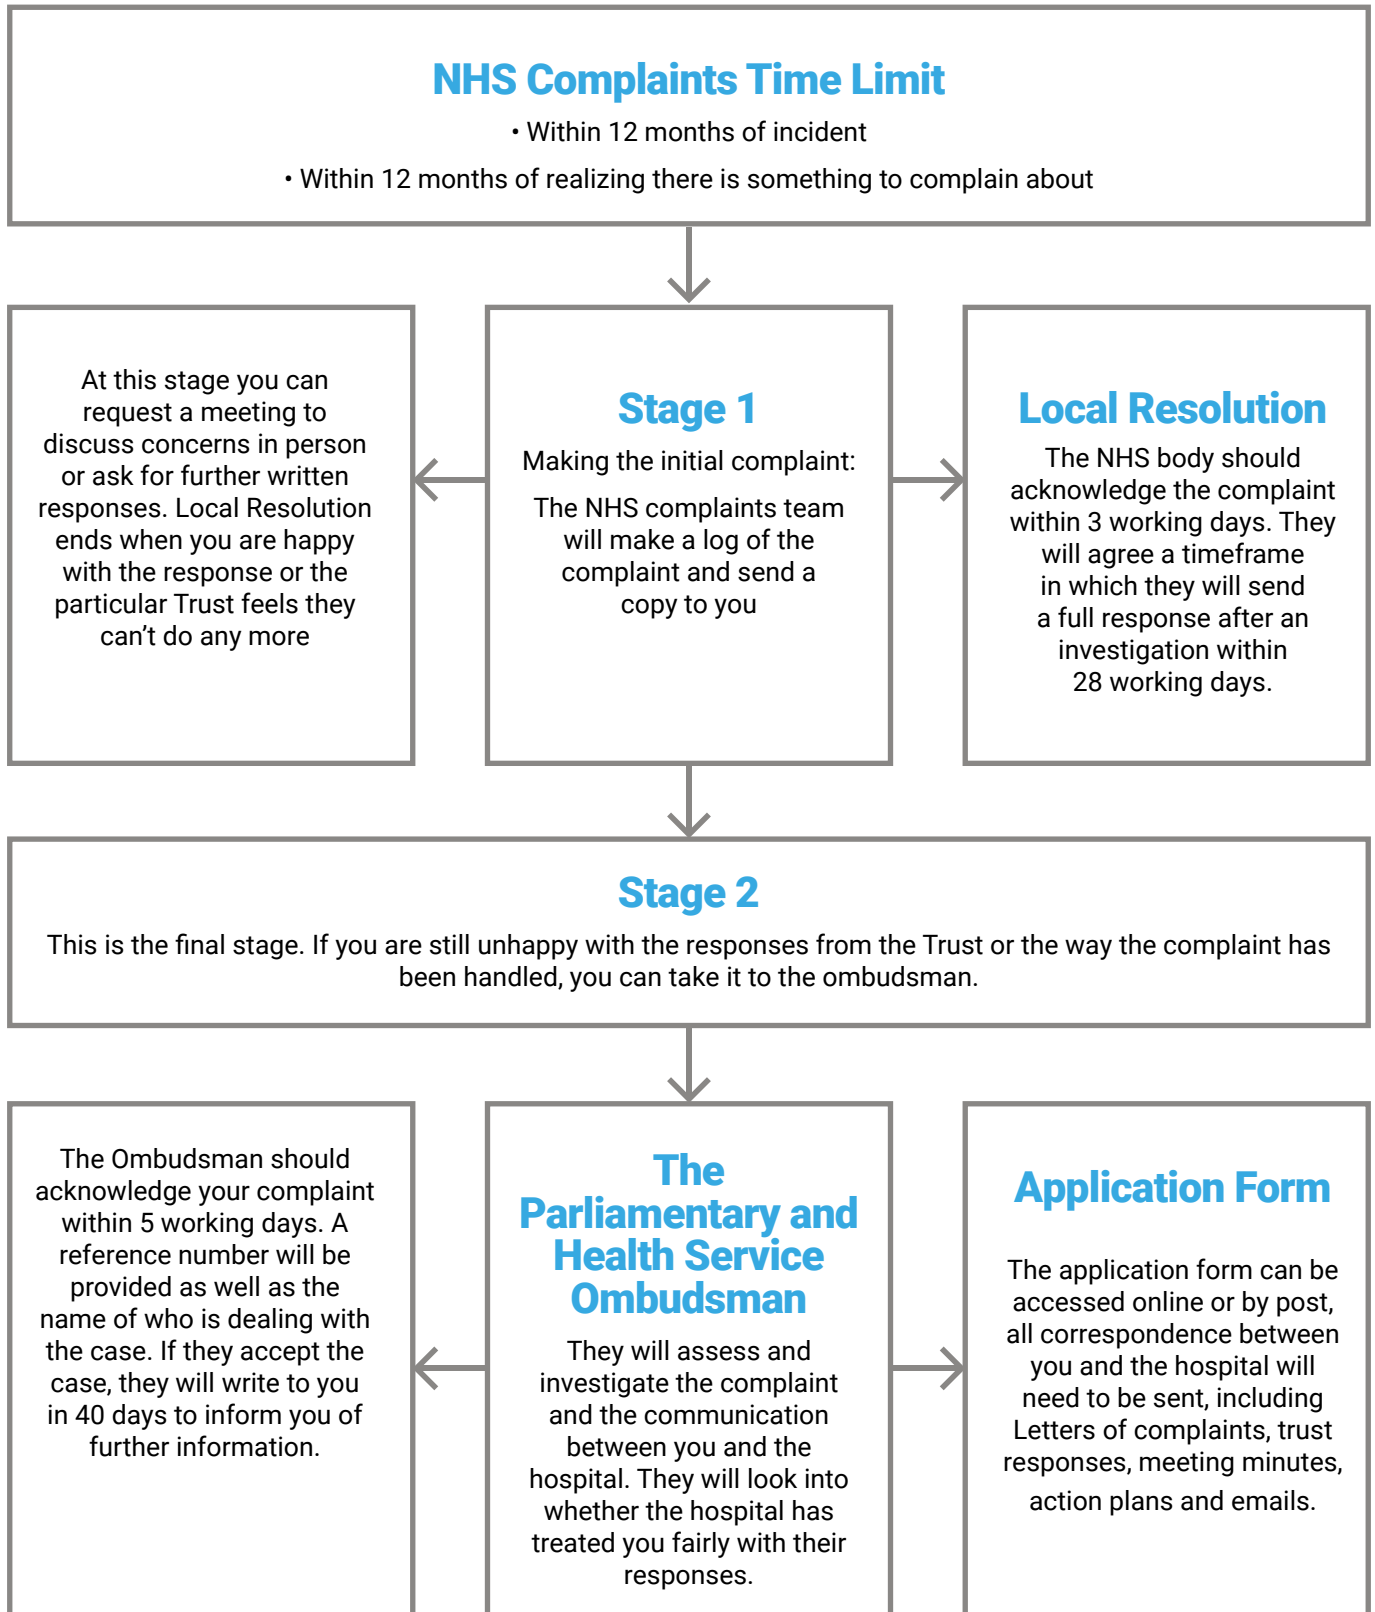 NHS Complaints Time Limit
• Within 12 months of incident
• Within 12 months of realizing there is something to complain about
At this stage you can
request a meeting to
discuss concerns in person
or ask for further written
responses. Local Resolution
ends when you are happy
with the response or the
particular Trust feels they
can’t do any more
Stage 1
Making the initial complaint:
The NHS complaints team
will make a log of the
complaint and send a
copy to you
Local Resolution
The NHS body should
acknowledge the complaint
within 3 working days. They
will agree a timeframe
in which they will send
a full response after an
investigation within
28 working days.
Stage 2
This is the final stage. If you are still unhappy with the responses from the Trust or the way the complaint has
been handled, you can take it to the ombudsman.
The Ombudsman should
acknowledge your complaint
within 5 working days. A
reference number will be
provided as well as the
name of who is dealing with
the case. If they accept the
case, they will write to you
in 40 days to inform you of
further information.
The
Parliamentary and
Health Service
Ombudsman
They will assess and
investigate the complaint
and the communication
between you and the
hospital. They will look into
whether the hospital has
treated you fairly with their
responses.
Application Form
The application form can be
accessed online or by post,
all correspondence between
you and the hospital will
need to be sent, including
Letters of complaints, trust
responses, meeting minutes,
action plans and emails.